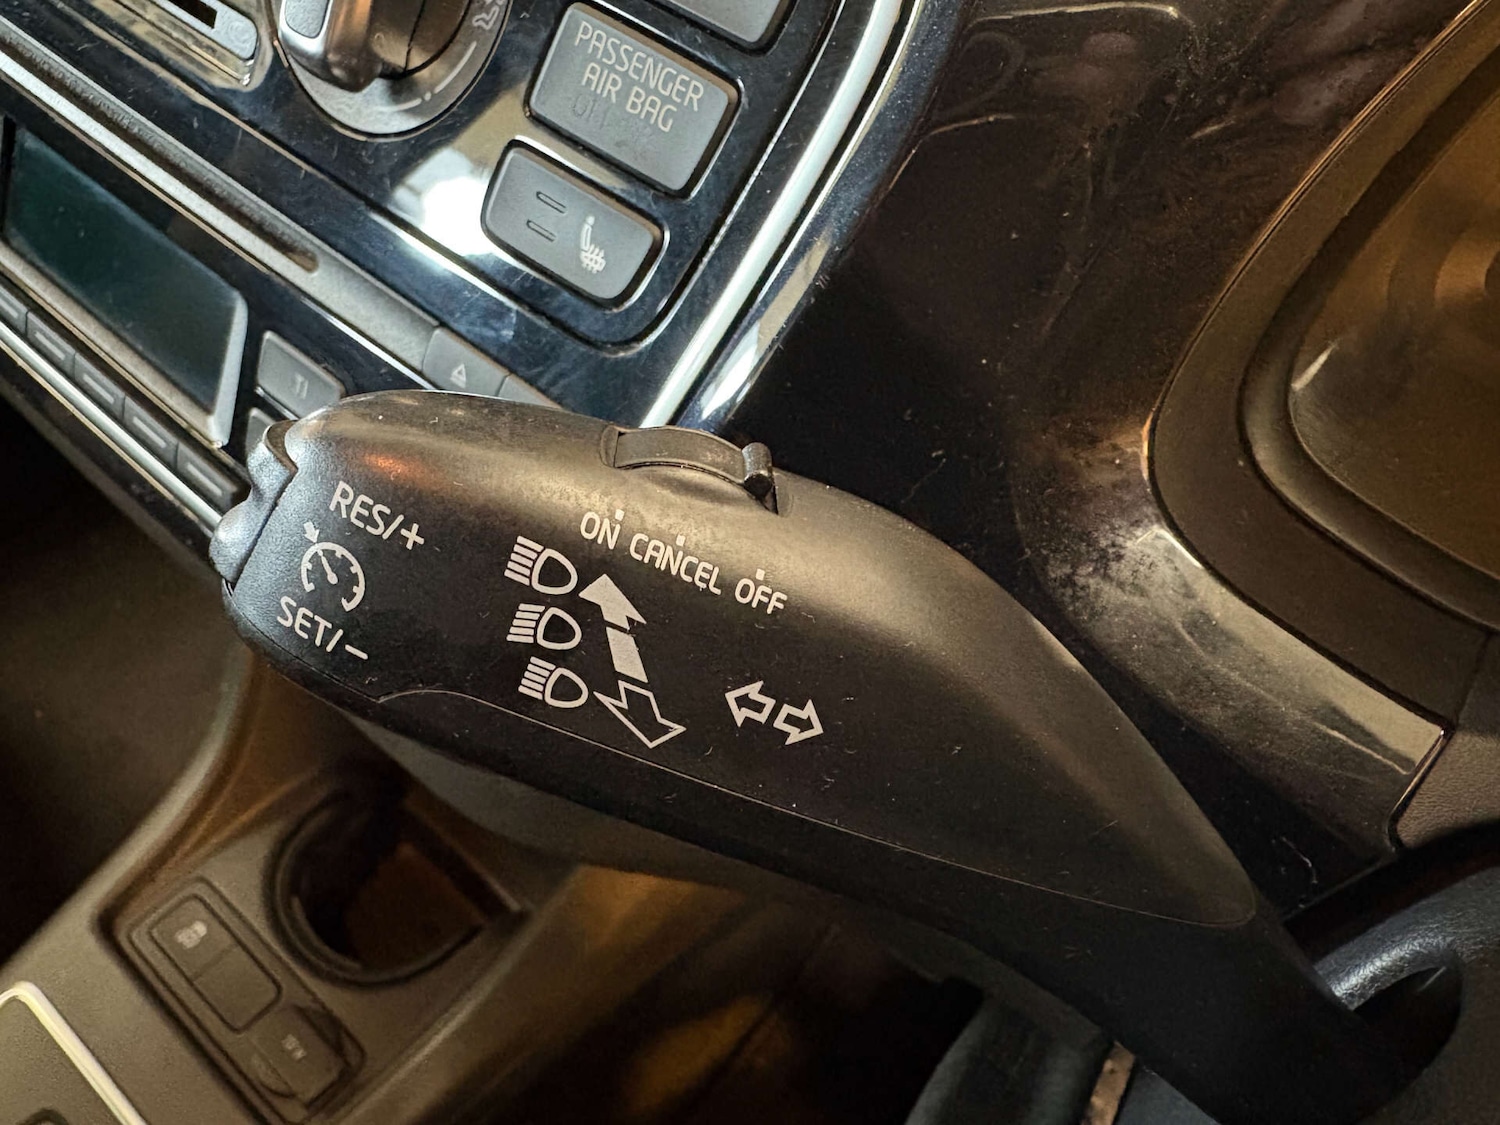 PASSENGER
AIR BAG
RES/+
SET/−
ON CANCEL OFF